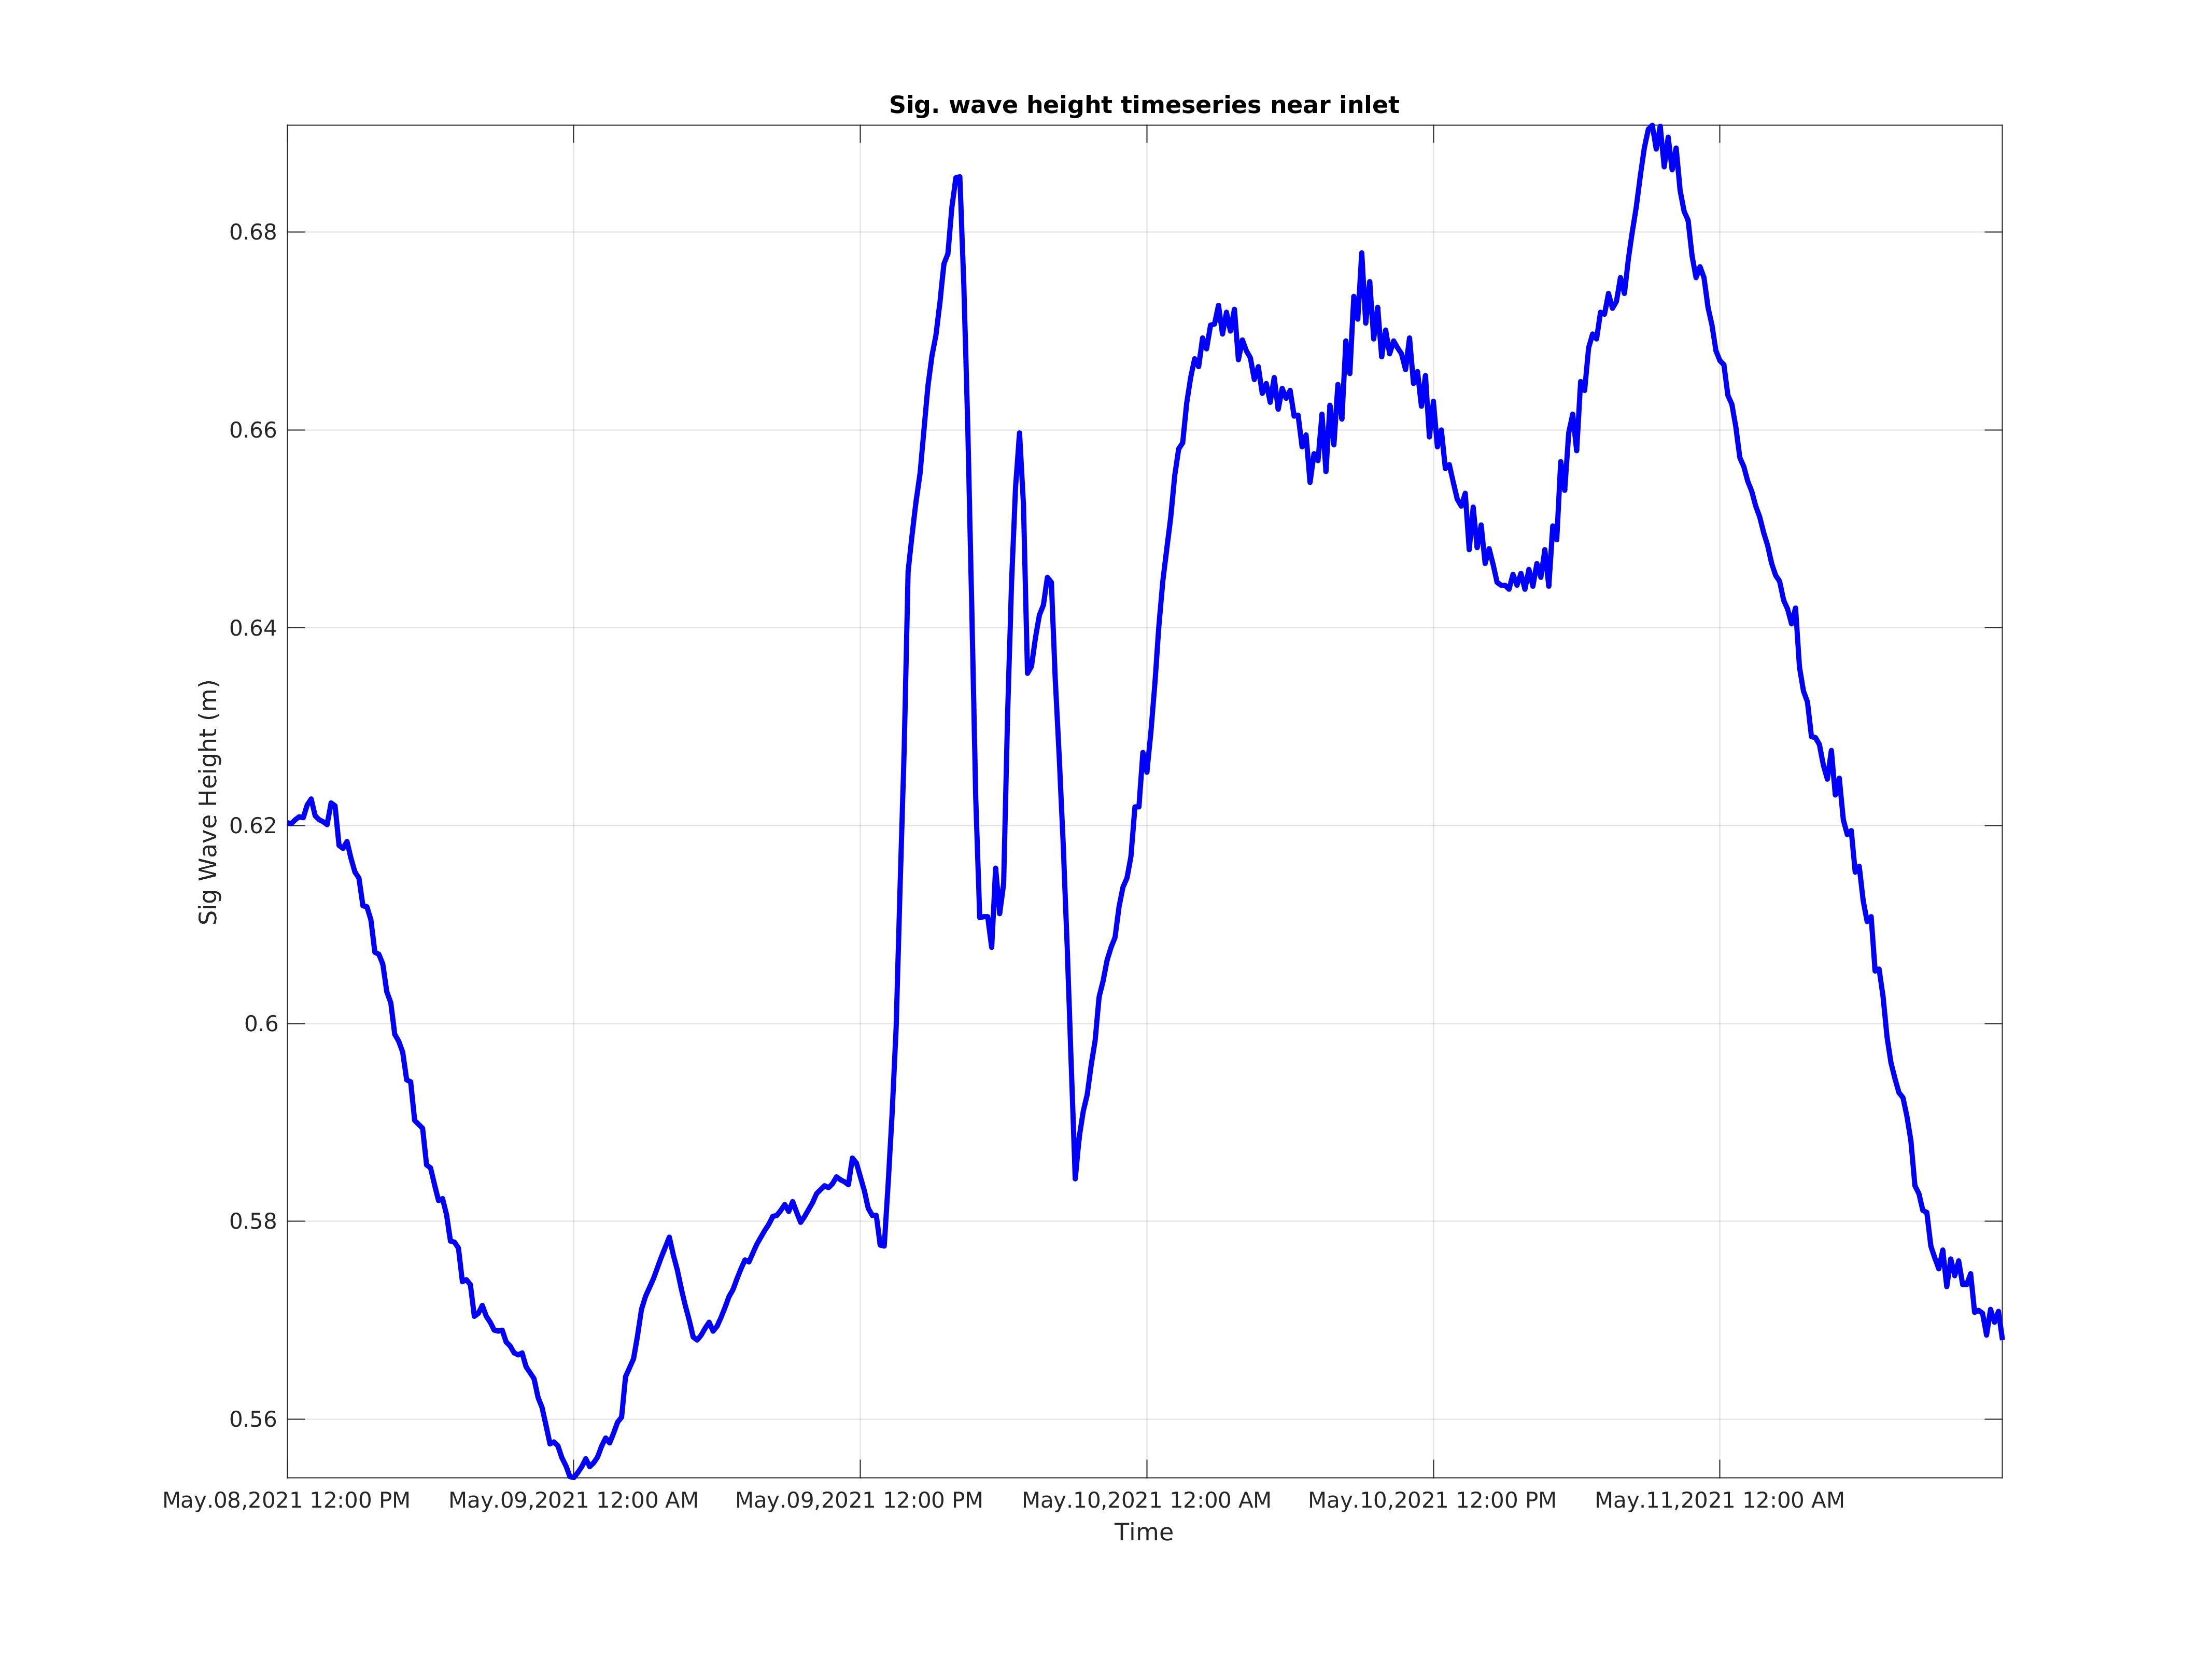 Sig. wave height timeseries near inlet
0.68
0.66
0.64
0.62
0.6
0.58
0.56
Sig Wave Height (m)
May.08,2021 12:00 PM May.09,2021 12:00 AM May.09,2021 12:00 PM May.10,2021 12:00 AM May.10,2021 12:00 PM May.11,2021 12:00 AM
Time